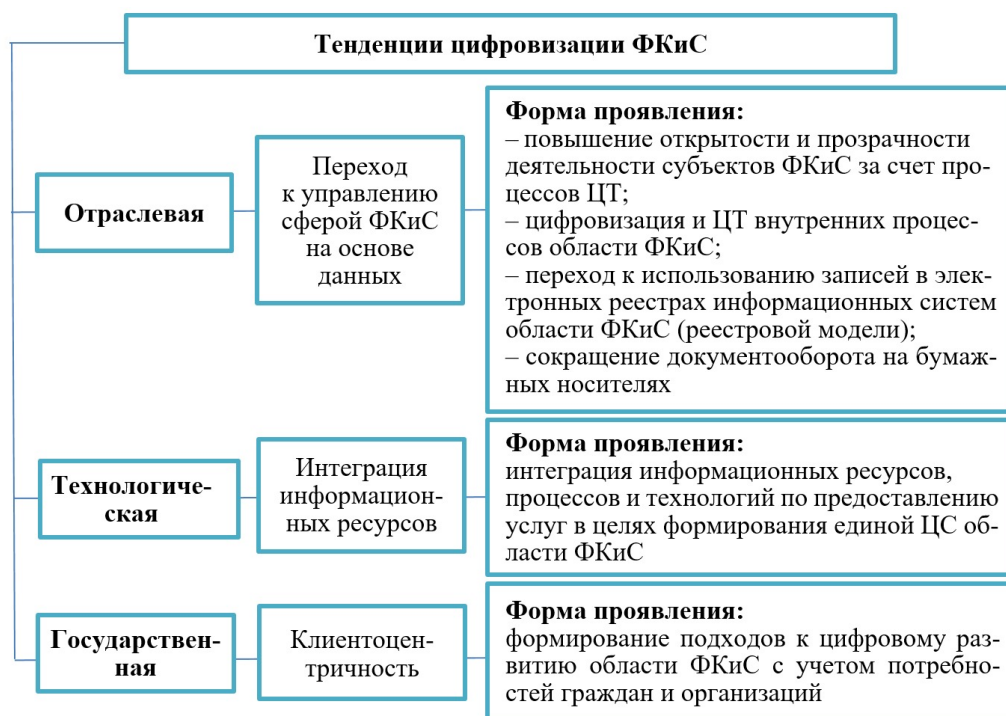 Тенденции цифровизации ФКиС
Отраслевая
Переход
к управлению
сферой ФКиС
на основе
данных
Форма проявления:
– повышение открытости и прозрачности
деятельности субъектов ФКиС за счет про-
цессов ЦТ;
– цифровизация и ЦТ внутренних процес-
сов области ФКиС;
– переход к использованию записей в элек-
тронных реестрах информационных систем
области ФКиС (реестровой модели);
– сокращение документооборота на бумаж-
ных носителях
Технологиче-
ская
Интеграция
информацион-
ных ресурсов
Форма проявления:
интеграция информационных ресурсов,
процессов и технологий по предоставлению
услуг в целях формирования единой ЦС об-
ласти ФКиС
Государствен-
ная
Клиентоцен-
тричность
Форма проявления:
формирование подходов к цифровому раз-
витию области ФКиС с учетом потребно-
стей граждан и организаций